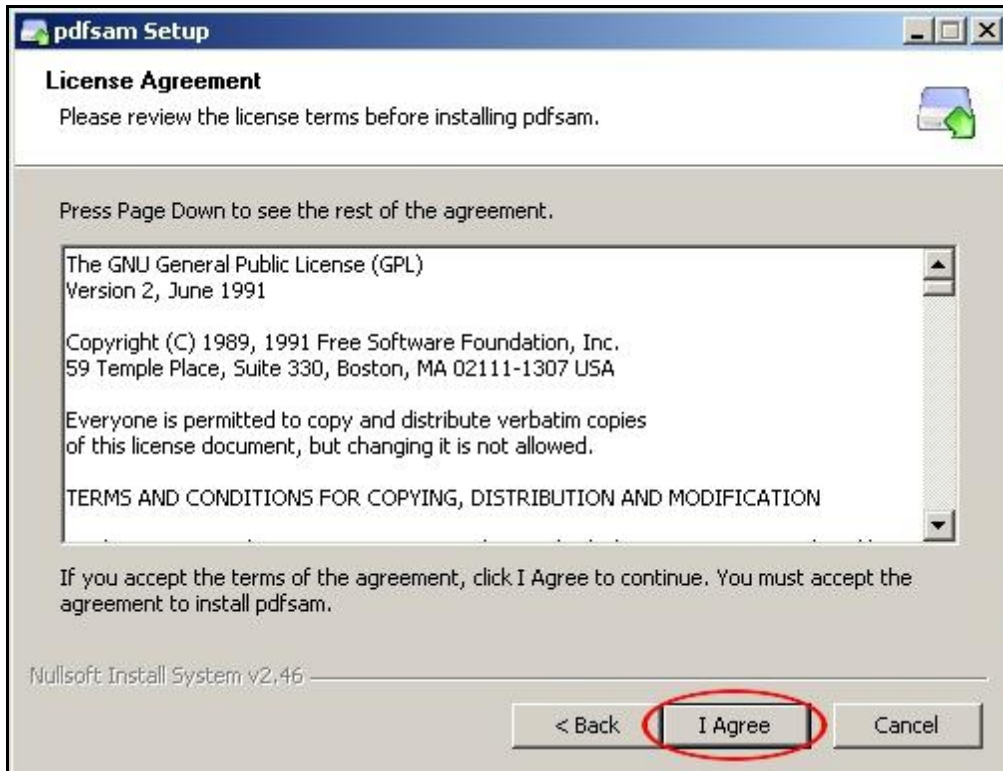 pdfsam Setup
License Agreement
Please review the license terms before installing pdfsam.
Press Page Down to see the rest of the agreement.
The GNU General Public License (GPL)
Version 2, June 1991
Copyright (C) 1989, 1991 Free Software Foundation, Inc.
59 Temple Place, Suite 330, Boston, MA 02111-1307 USA
Everyone is permitted to copy and distribute verbatim copies
of this license document, but changing it is not allowed.
TERMS AND CONDITIONS FOR COPYING, DISTRIBUTION AND MODIFICATION
If you accept the terms of the agreement, click I Agree to continue. You must accept the
agreement to install pdfsam.
Nullsoft Install System v2.46
< Back I Agree Cancel